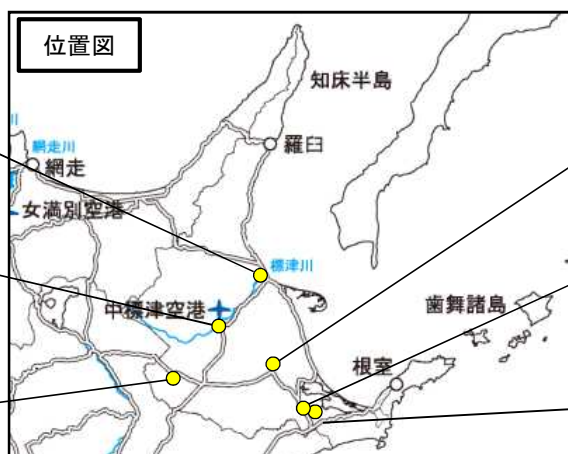 位置図
知床半島
羅臼
川
網走川
網走
女満別空港
標津川
中標津空港
歯舞諸島
根室